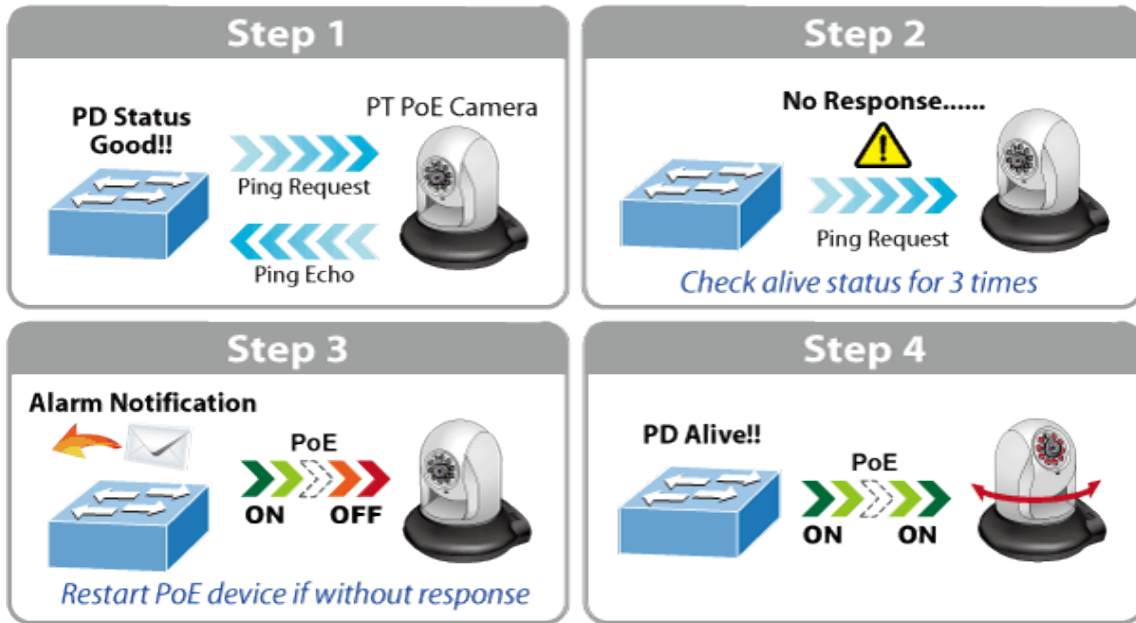 Step 1
PD Status
Good!!
PT PoE Camera
Ping Request
Ping Echo
Step 2
No Response......
Ping Request
Check alive status for 3 times
Step 3
Alarm Notification
PoE
ON OFF
Restart PoE device if without response
Step 4
PD Alive!!
PoE
ON ON